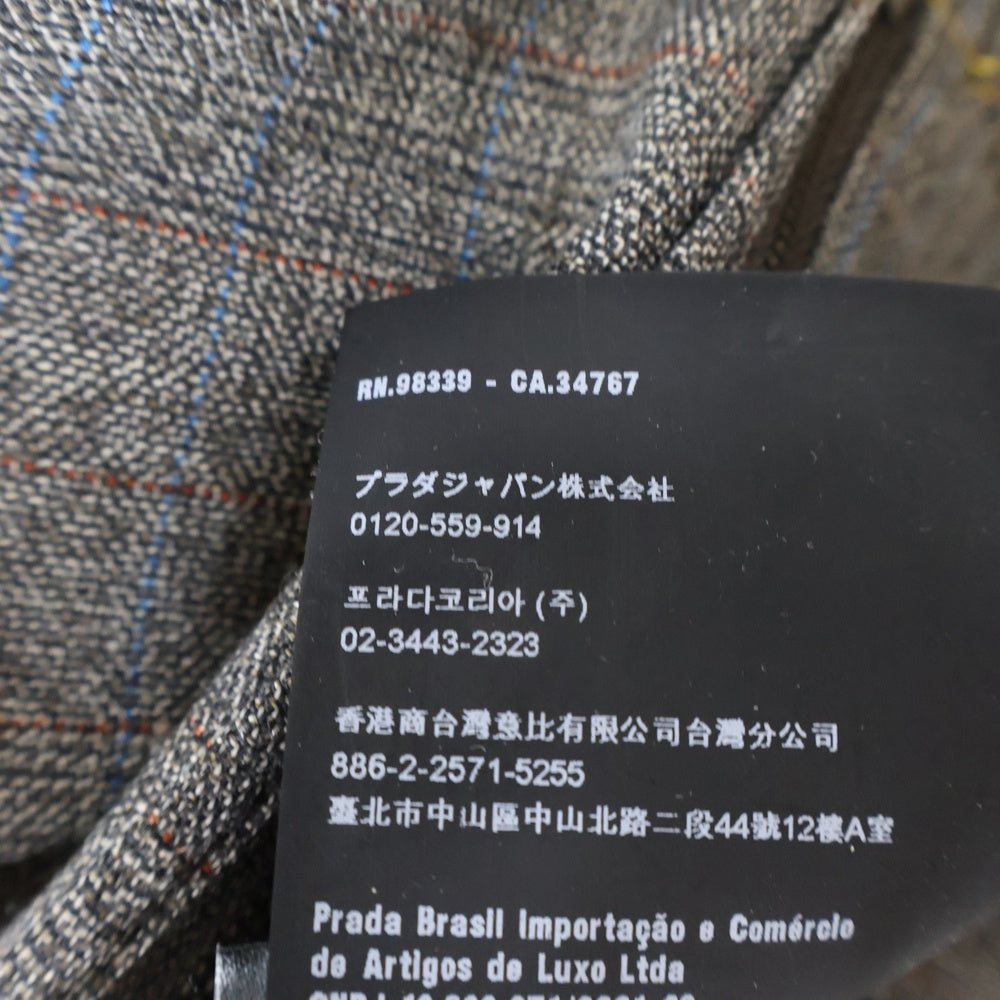 RN.98339 - CA.34767
プラダジャパン株式会社
0120-559-914
프라다코리아 (주)
02-3443-2323
香港商台灣意比有限公司台灣分公司
886-2-2571-5255
臺北市中山區中山北路二段44號12樓A室
Prada Brasil Importação e Comércio
de Artigos de Luxo Ltda